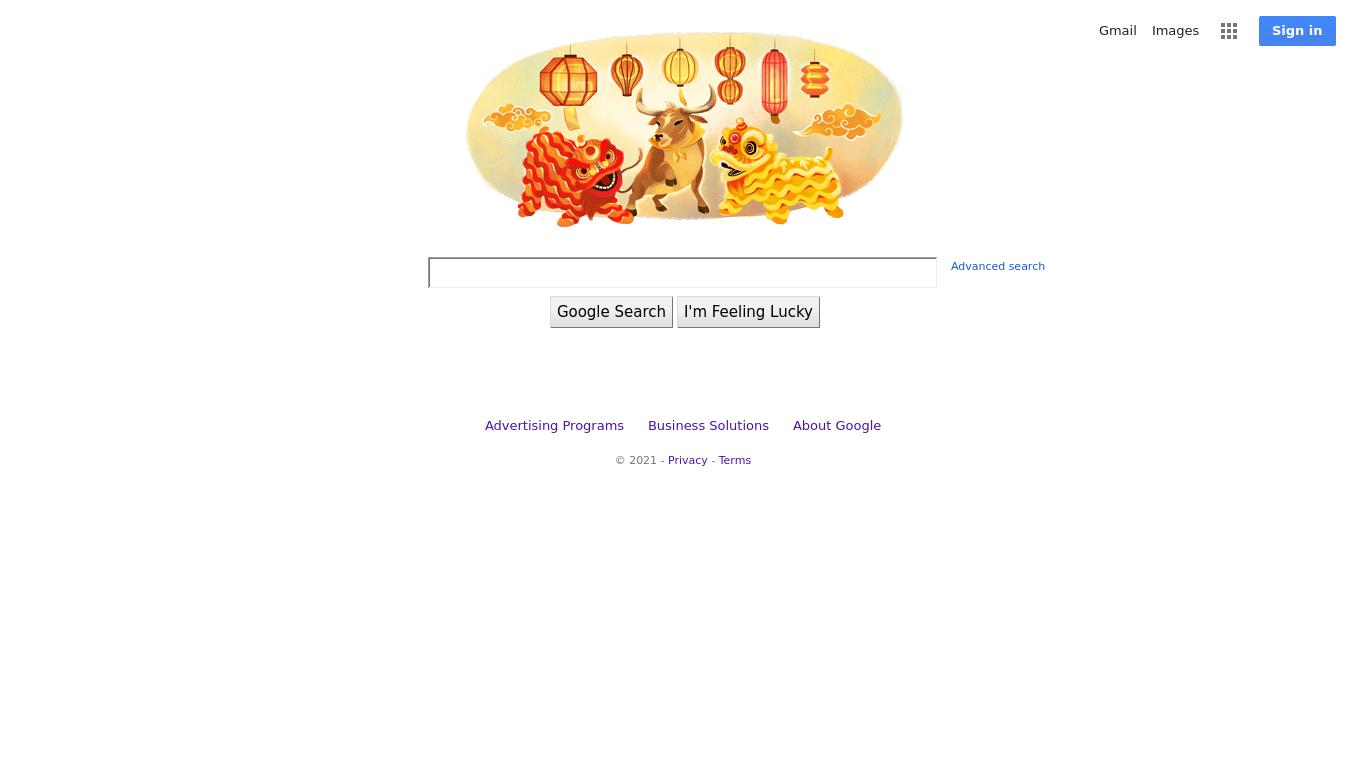 Gmail Images Sign in
Advanced search
Google Search I'm Feeling Lucky
Advertising Programs Business Solutions About Google
© 2021 - Privacy - Terms